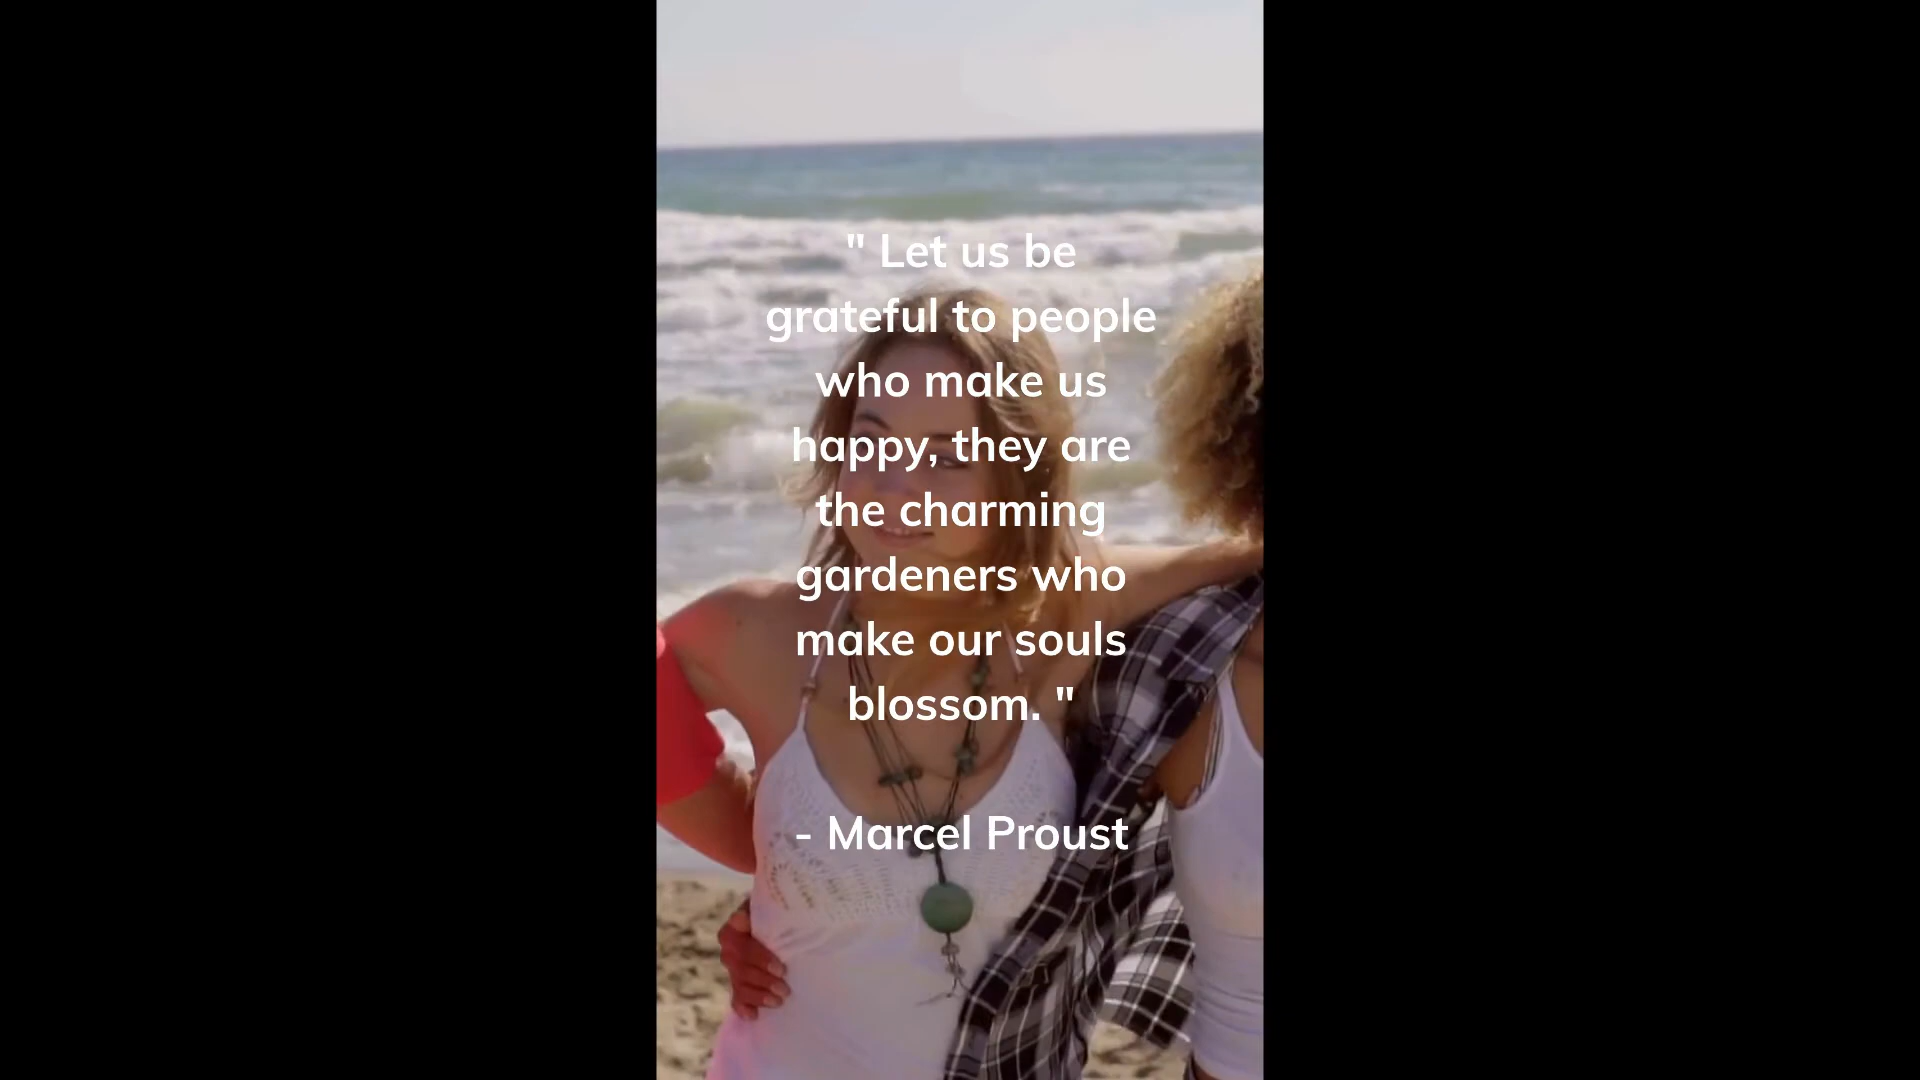 " Let us be
grateful to people
who make us
happy, they are
the charming
gardeners who
make our souls
blossom. "
- Marcel Proust